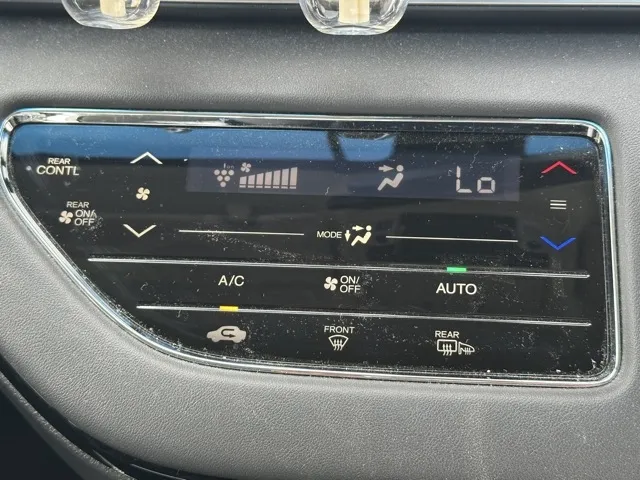 REAR
CONTL
Lo
REAR
ON/
OFF
MODE
A/C
ON/
OFF
AUTO
FRONT
REAR